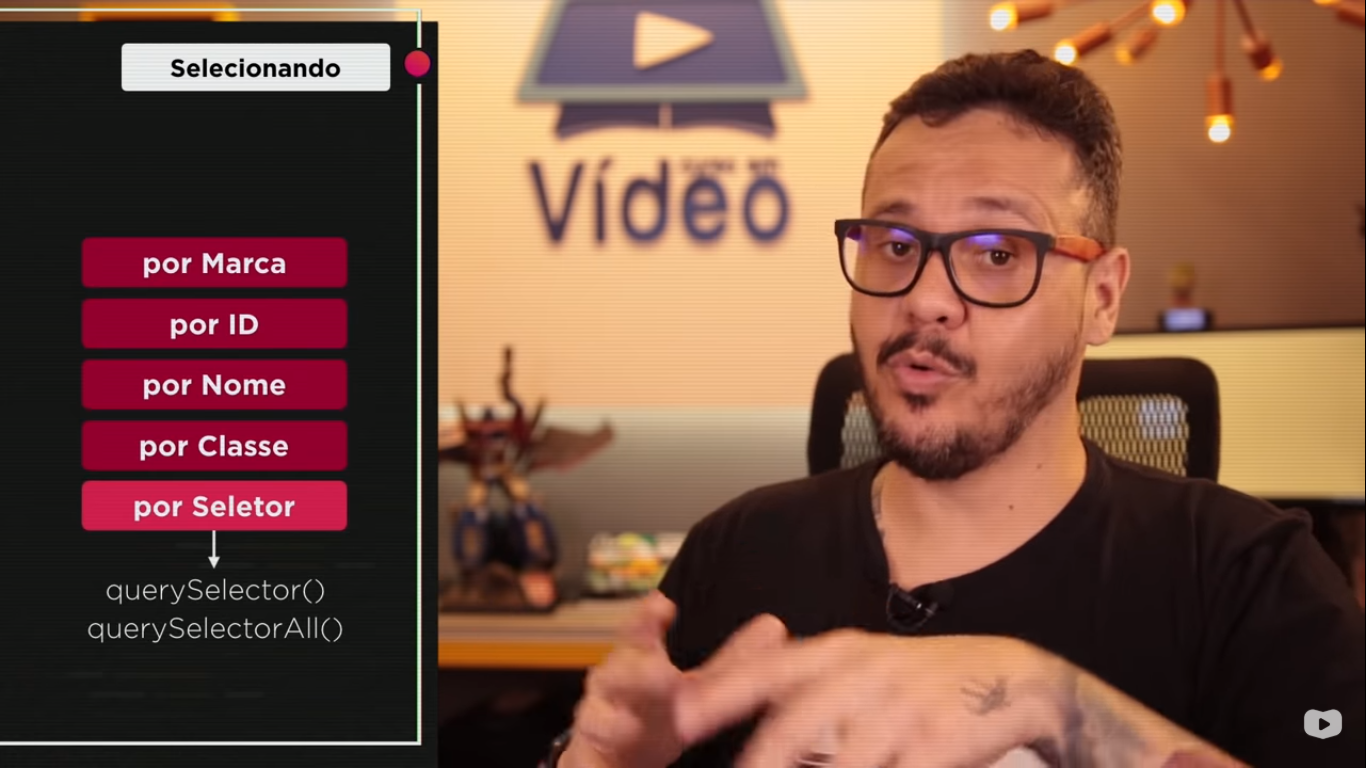 Selecionando
por Marca
por ID
por Nome
por Classe
por Seletor
querySelector()
querySelectorAll()
Vídeo